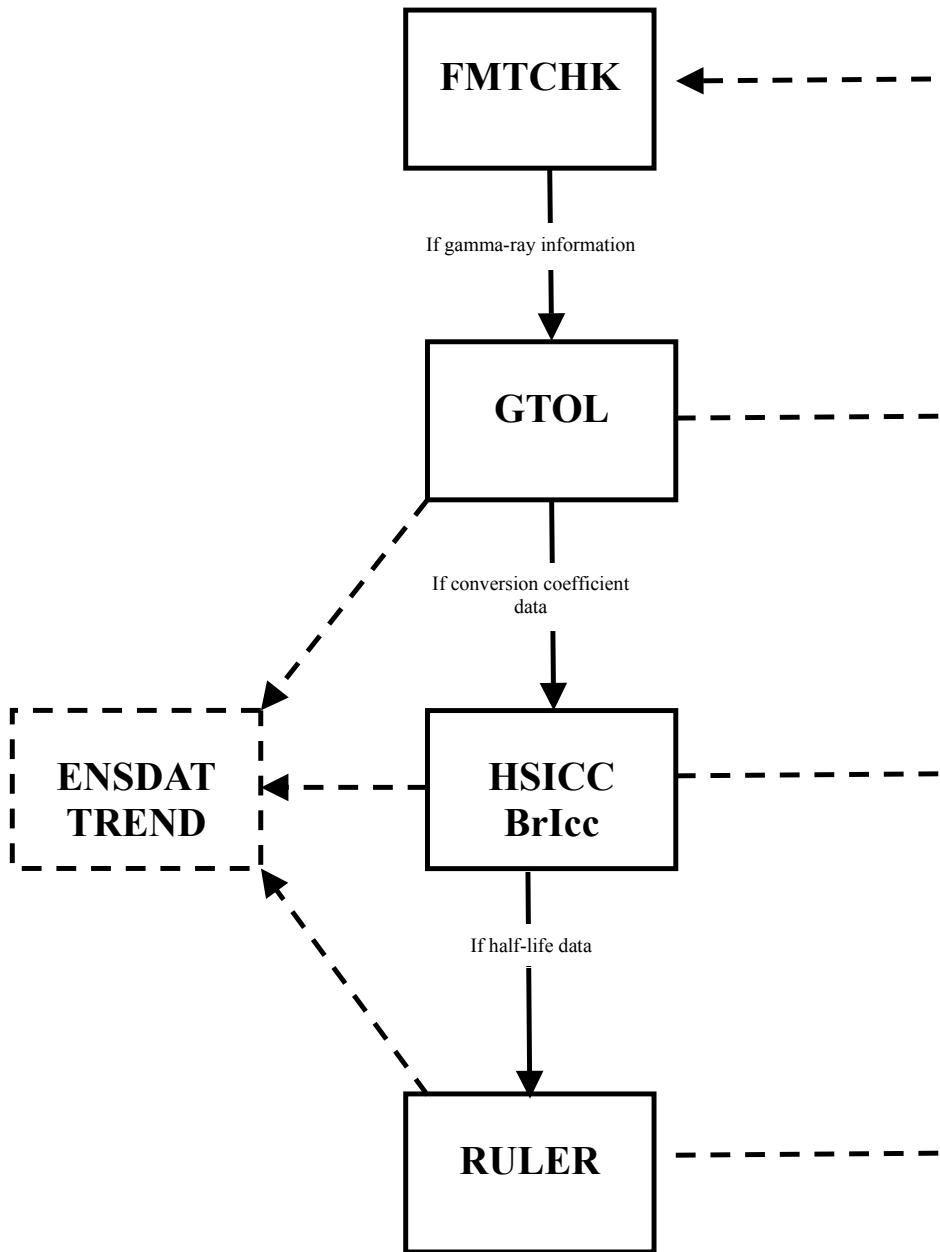 FMTCHK
If gamma-ray information
GTOL
If conversion coefficient
data
ENSDAT
TREND
HSICC
BrIcc
If half-life data
RULER